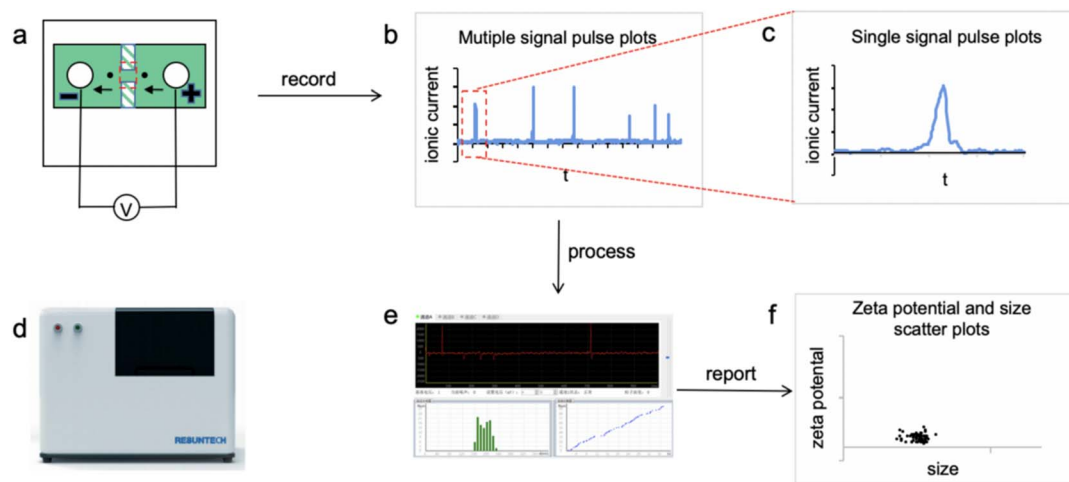 a
V
record
b
Mutiple signal pulse plots
ionic current
t
c
Single signal pulse plots
ionic current
t
process
d
RESUNTECH
e
report
f
Zeta potential and size
scatter plots
zeta potential
size